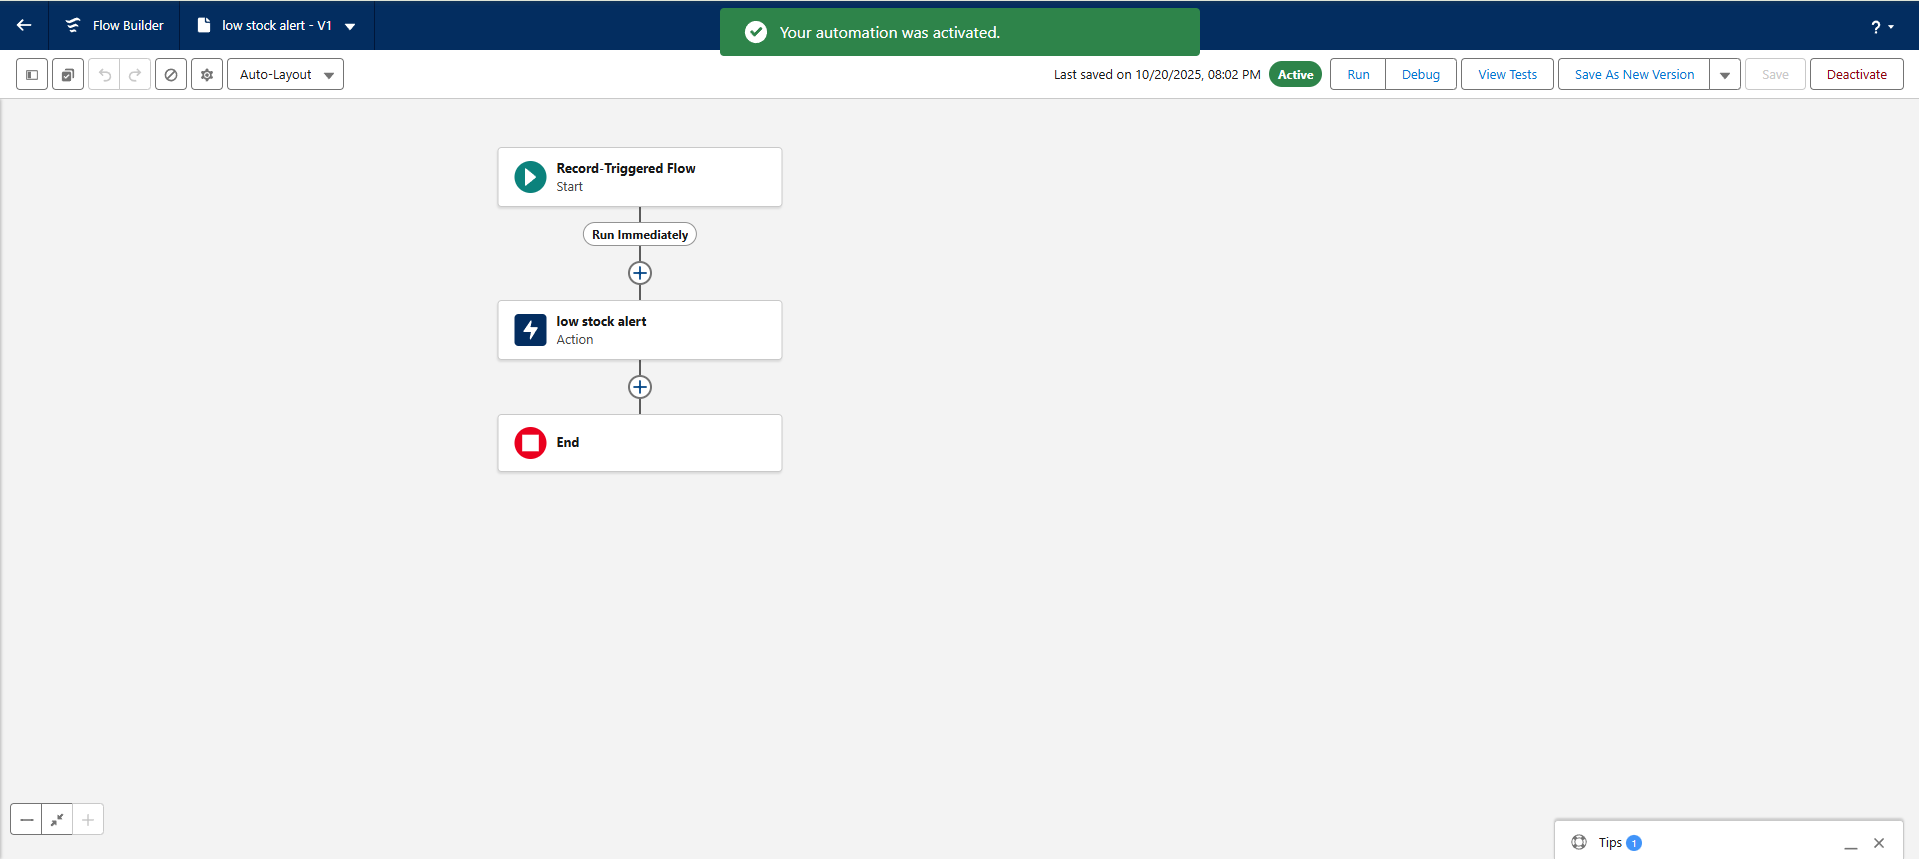 Flow Builder
low stock alert - V1
Your automation was activated.
?
Auto-Layout
Last saved on 10/20/2025, 08:02 PM
Active
Run
Debug
View Tests
Save As New Version
Save
Deactivate
Record-Triggered Flow
Start
Run Immediately
low stock alert
Action
End
Tips 1